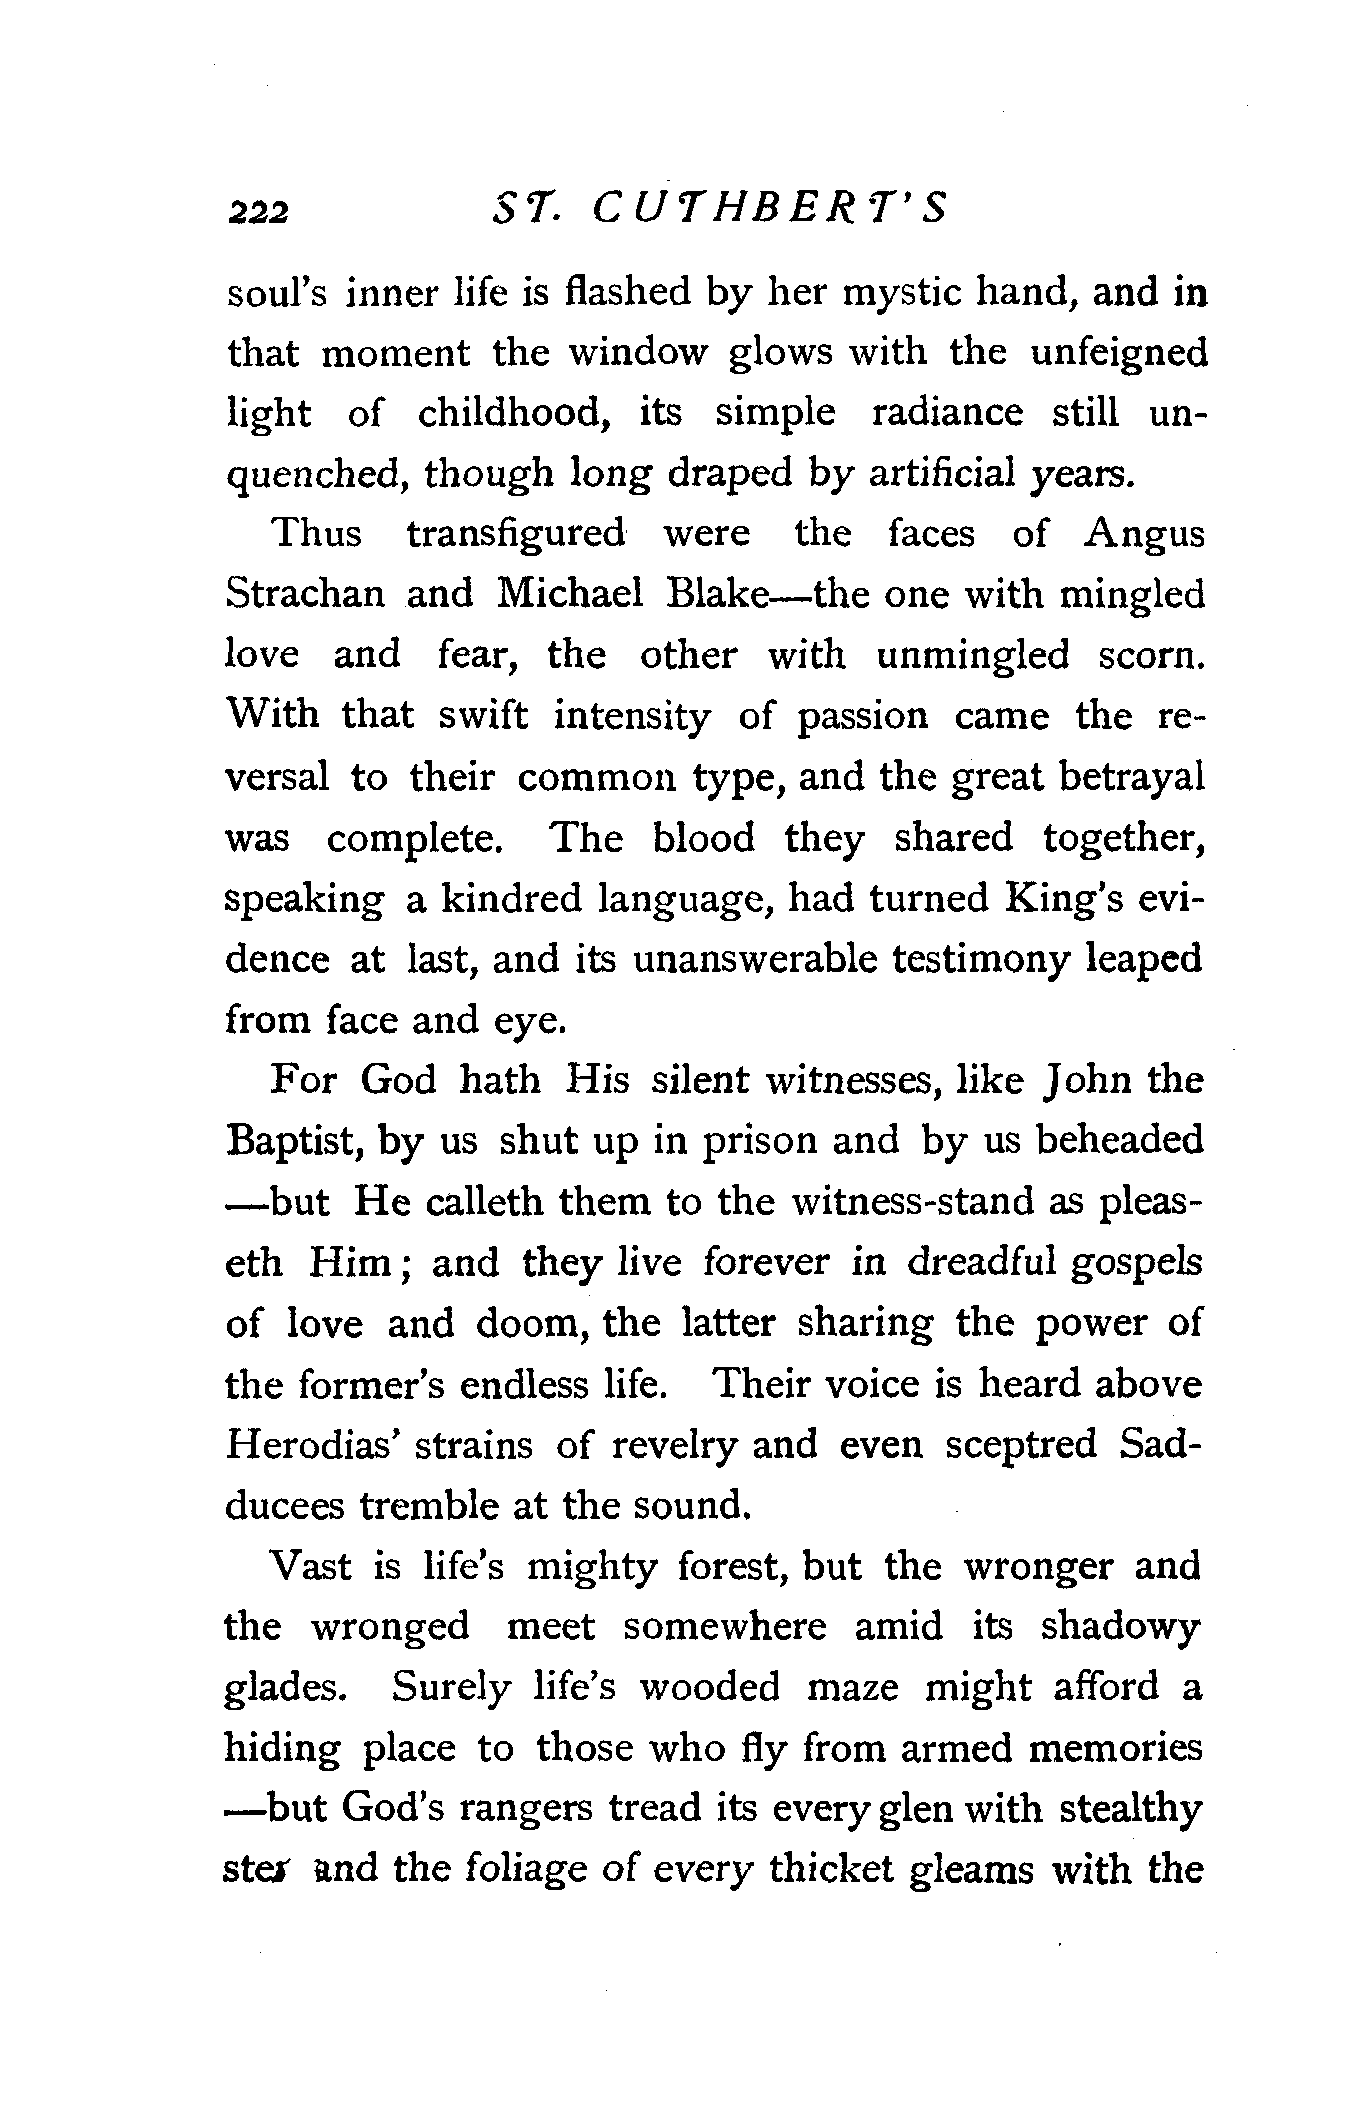 222 ST. CUTHBERT'S
soul's inner life is flashed by her mystic hand, and in
that moment the window glows with the unfeigned
light of childhood, its simple radiance still un-
quenched, though long draped by artificial years.
Thus transfigured were the faces of Angus
Strachan and Michael Blake—the one with mingled
love and fear, the other with unmingled scorn.
With that swift intensity of passion came the re-
versal to their common type, and the great betrayal
was complete. The blood they shared together,
speaking a kindred language, had turned King's evi-
dence at last, and its unanswerable testimony leaped
from face and eye.
For God hath His silent witnesses, like John the
Baptist, by us shut up in prison and by us beheaded
—but He calleth them to the witness-stand as pleas-
eth Him; and they live forever in dreadful gospels
of love and doom, the latter sharing the power of
the former's endless life. Their voice is heard above
Herodias' strains of revelry and even sceptred Sad-
ducees tremble at the sound.
Vast is life's mighty forest, but the wronger and
the wronged meet somewhere amid its shadowy
glades. Surely life's wooded maze might afford a
hiding place to those who fly from armed memories
—but God's rangers tread its every glen with stealthy
and the foliage of every thicket gleams with the